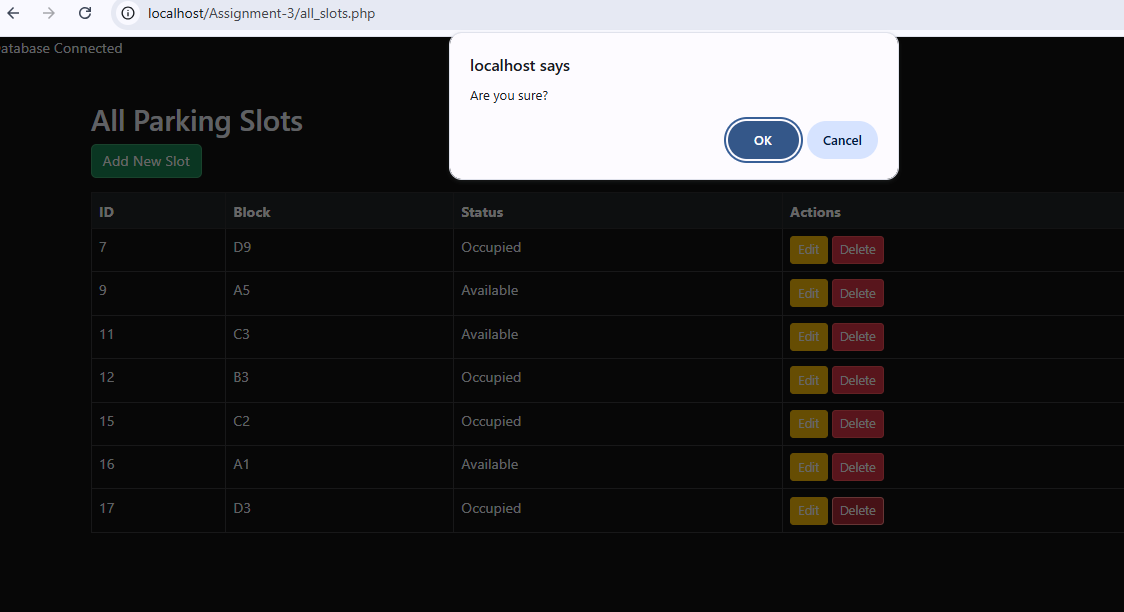 localhost/Assignment-3/all_slots.php
atabase Connected
localhost says
Are you sure?
OK Cancel
All Parking Slots
Add New Slot
ID Block Status Actions
7 D9 Occupied Edit Delete
9 A5 Available Edit Delete
11 C3 Available Edit Delete
12 B3 Occupied Edit Delete
15 C2 Occupied Edit Delete
16 A1 Available Edit Delete
17 D3 Occupied Edit Delete